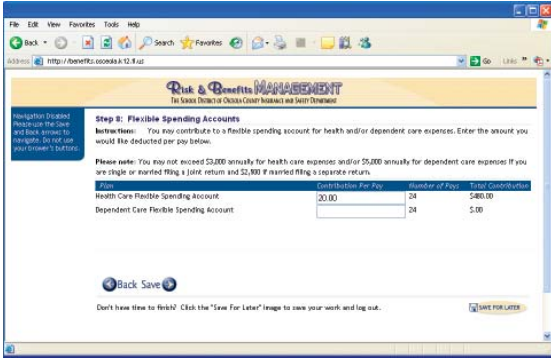 File Edit View Favorites Tools Help
Back Search Favorites
Address http://benefits.osceola.k12.fl.us/ Go Links »
Risk & Benefits MANAGEMENT
THE SCHOOL DISTRICT OF OSCEOLA COUNTY INSURANCE AND SAFETY DEPARTMENT
Navigation Disabled
Please use the Save
and Back arrows to
navigate. Do not use
your brower's buttons.
Step 8: Flexible Spending Accounts
Instructions: You may contribute to a flexible spending account for health and/or dependent care expenses. Enter the amount you
would like deducted per pay below.
Please note: You may not exceed $3,000 annually for health care expenses and/or $5,000 annually for dependent care expenses if you
are single or married filing a joint return and $2,500 if married filing a separate return.
Plan Contribution Per Pay Number of Pays Total Contribution
Health Care Flexible Spending Account 20.00 24 $480.00
Dependent Care Flexible Spending Account 24 $.00
Back Save
Don't have time to finish? Click the "Save For Later" image to save your work and log out. SAVE FOR LATER